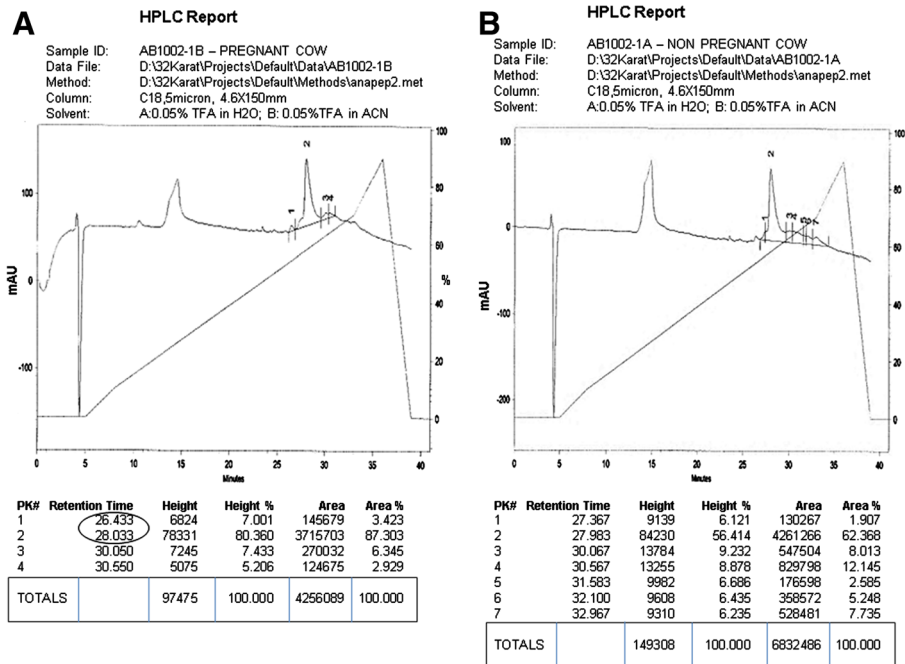 A
HPLC Report
Sample ID: AB1002-1B – PREGNANT COW
Data File: D:\32Karat\Projects\Default\Data\AB1002-1B
Method: D:\32Karat\Projects\Default\Methods\anapep2.met
Column: C18,5micron, 4.6X150mm
Solvent: A:0.05% TFA in H2O; B: 0.05%TFA in ACN
100
80
60
40
20
0
%
100
0
-100
mAU
1
2
3
4
0 5 10 15 20 25 30 35 40
Minutes
PK# Retention Time Height Height % Area Area %
1 26.433 6824 7.001 145679 3.423
2 28.033 78331 80.360 3715703 87.303
3 30.050 7245 7.433 270032 6.345
4 30.550 5075 5.206 124675 2.929
TOTALS 97475 100.000 4256089 100.000
B
HPLC Report
Sample ID: AB1002-1A – NON PREGNANT COW
Data File: D:\32Karat\Projects\Default\Data\AB1002-1A
Method: D:\32Karat\Projects\Default\Methods\anapep2.met
Column: C18,5micron, 4.6X150mm
Solvent: A:0.05% TFA in H2O; B: 0.05%TFA in ACN
100
80
60
40
20
0
100
0
-100
-200
mAU
1
2
3
4
5
7
0 5 10 15 20 25 30 35 40
Minutes
PK# Retention Time Height Height % Area Area %
1 27.367 9139 6.121 130267 1.907
2 27.983 84230 56.414 4261266 62.368
3 30.067 13784 9.232 547504 8.013
4 30.567 13255 8.878 829798 12.145
5 31.583 9982 6.686 176598 2.585
6 32.100 9608 6.435 358572 5.248
7 32.967 9310 6.235 528481 7.735
TOTALS 149308 100.000 6832486 100.000